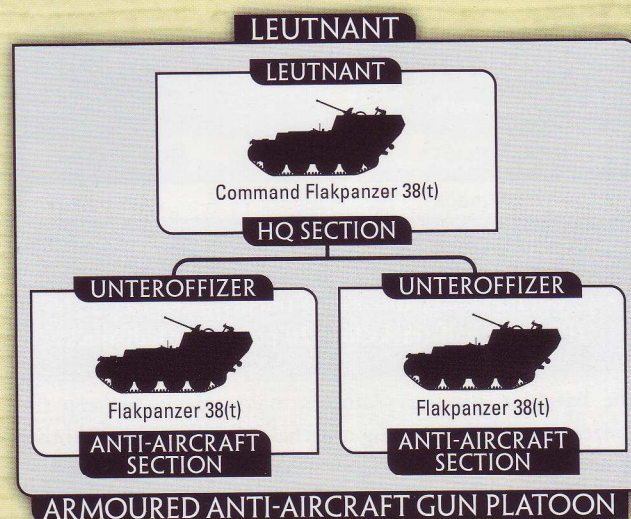 LEUTNANT
LEUTNANT
Command Flakpanzer 38(t)
HQ SECTION
UNTEROFFIZER
Flakpanzer 38(t)
ANTI-AIRCRAFT
SECTION
UNTEROFFIZER
Flakpanzer 38(t)
ANTI-AIRCRAFT
SECTION
ARMOURED ANTI-AIRCRAFT GUN PLATOON